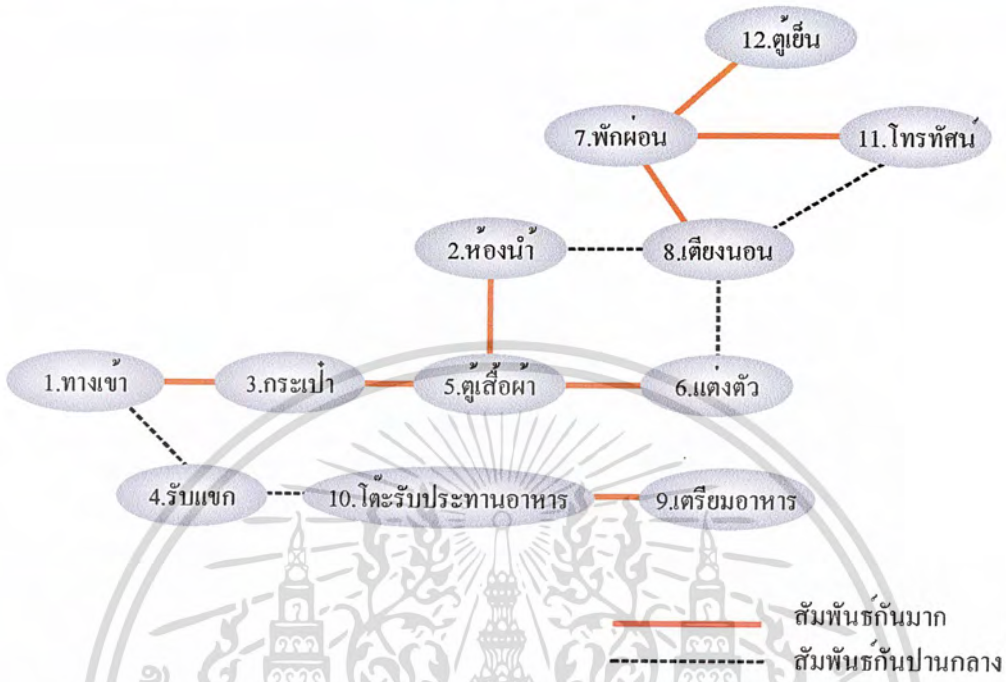 12.ตู้เย็น
7.พักผ่อน
11.โทรทัศน์
2.ห้องนำ้
8.เตียงนอน
1.ทางเข้า
3.กระเป๋า
5.ตู้เสื้อผ้า
6.แต่งตัว
4.รับแขก
10.โต๊ะรับประทานอาหาร
9.เตรียมอาหาร
สัมพันธ์กันมาก
สัมพันธ์กันปานกลาง